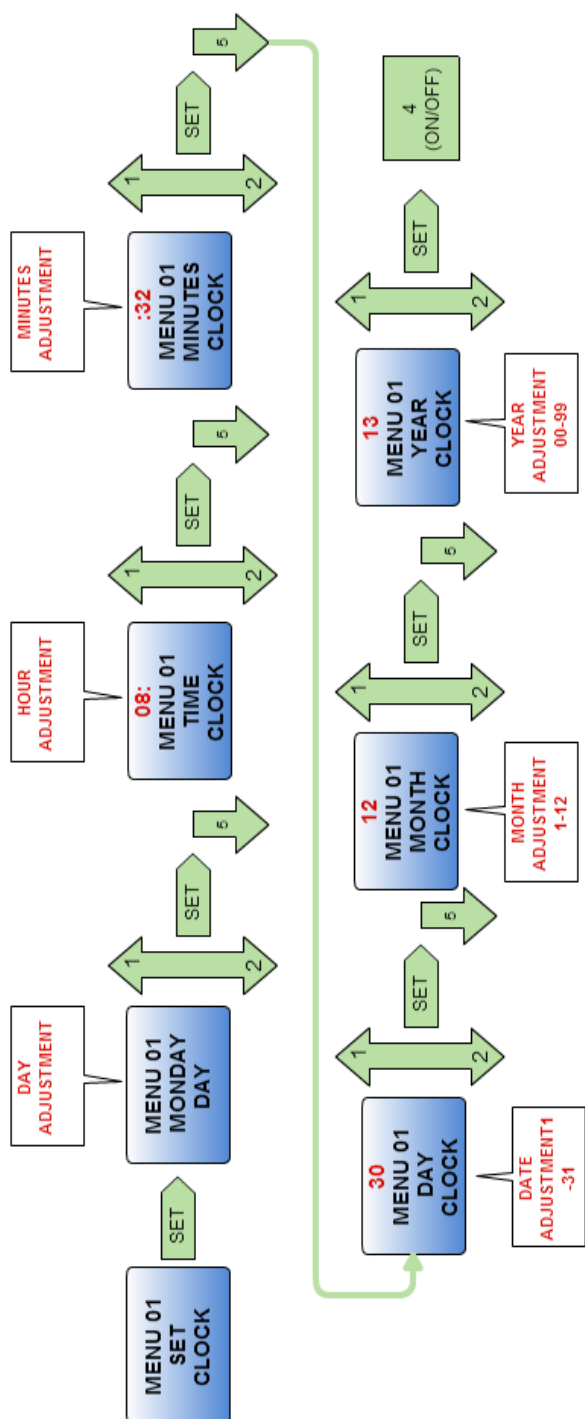 MENU 01
SET
CLOCK
SET
DAY
ADJUSTMENT
MENU 01
MONDAY
DAY
1
2
SET
5
HOUR
ADJUSTMENT
08:
MENU 01
TIME
CLOCK
1
2
SET
5
MINUTES
ADJUSTMENT
:32
MENU 01
MINUTES
CLOCK
1
2
SET
5
30
MENU 01
DAY
CLOCK
DATE
ADJUSTMENT1
-31
1
2
SET
5
12
MENU 01
MONTH
CLOCK
MONTH
ADJUSTMENT
1-12
1
2
SET
5
13
MENU 01
YEAR
CLOCK
YEAR
ADJUSTMENT
00-99
1
2
SET
4
(ON/OFF)